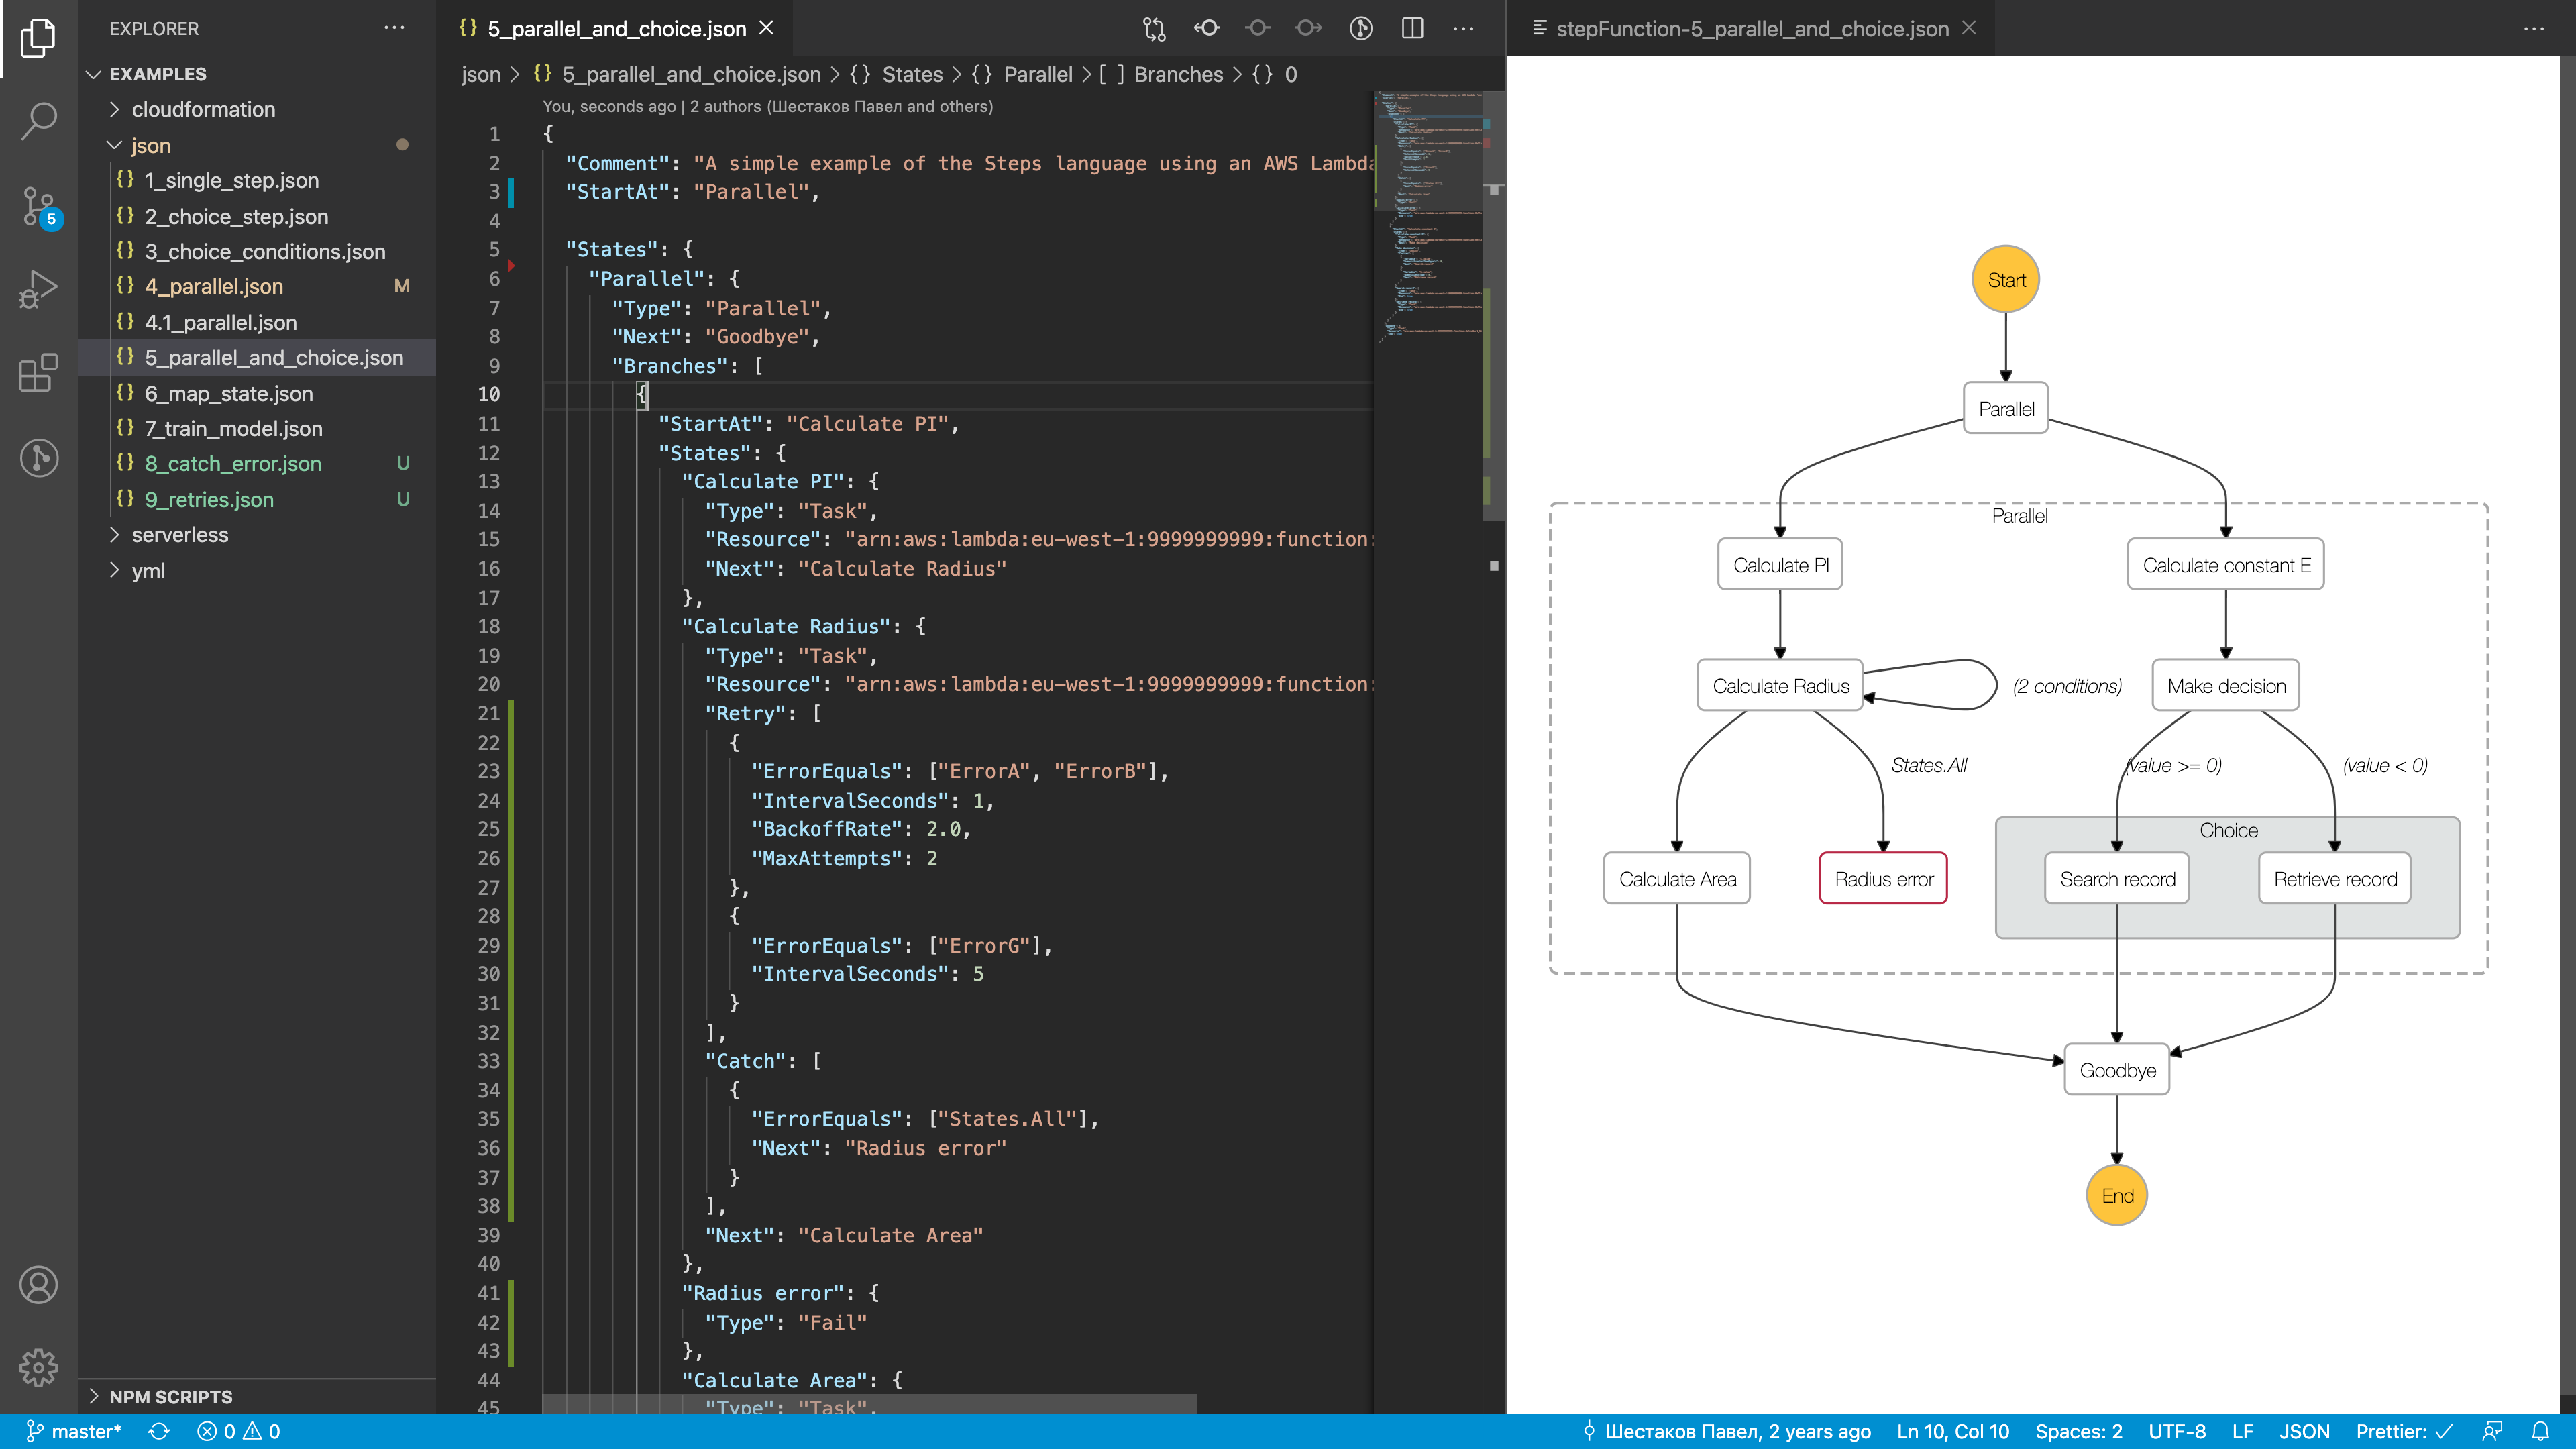 EXPLORER
EXAMPLES
cloudformation
json
1_single_step.json
2_choice_step.json
3_choice_conditions.json
4_parallel.json M
4.1_parallel.json
5_parallel_and_choice.json
6_map_state.json
7_train_model.json
8_catch_error.json U
9_retries.json U
serverless
yml
NPM SCRIPTS
5
{} 5_parallel_and_choice.json
json > {} 5_parallel_and_choice.json > {} States > {} Parallel > [ ] Branches > {} 0
You, seconds ago | 2 authors (Шестаков Павел and others)
1 {
2 "Comment": "A simple example of the Steps language using an AWS Lambda
3 "StartAt": "Parallel",
4
5 "States": {
6 "Parallel": {
7 "Type": "Parallel",
8 "Next": "Goodbye",
9 "Branches": [
10 {
11 "StartAt": "Calculate PI",
12 "States": {
13 "Calculate PI": {
14 "Type": "Task",
15 "Resource": "arn:aws:lambda:eu-west-1:9999999999:function:
16 "Next": "Calculate Radius"
17 },
18 "Calculate Radius": {
19 "Type": "Task",
20 "Resource": "arn:aws:lambda:eu-west-1:9999999999:function:
21 "Retry": [
22 {
23 "ErrorEquals": ["ErrorA", "ErrorB"],
24 "IntervalSeconds": 1,
25 "BackoffRate": 2.0,
26 "MaxAttempts": 2
27 },
28 {
29 "ErrorEquals": ["ErrorG"],
30 "IntervalSeconds": 5
31 }
32 ],
33 "Catch": [
34 {
35 "ErrorEquals": ["States.All"],
36 "Next": "Radius error"
37 }
38 ],
39 "Next": "Calculate Area"
40 },
41 "Radius error": {
42 "Type": "Fail"
43 },
44 "Calculate Area": {
45 "Type": "Task",
stepFunction-5_parallel_and_choice.json
Start
Parallel
Parallel
Calculate PI
Calculate constant E
Calculate Radius
(2 conditions)
Make decision
States.All
(value >= 0)
(value < 0)
Choice
Calculate Area
Radius error
Search record
Retrieve record
Goodbye
End
master* 0 0
Шестаков Павел, 2 years ago Ln 10, Col 10 Spaces: 2 UTF-8 LF JSON Prettier: ✓